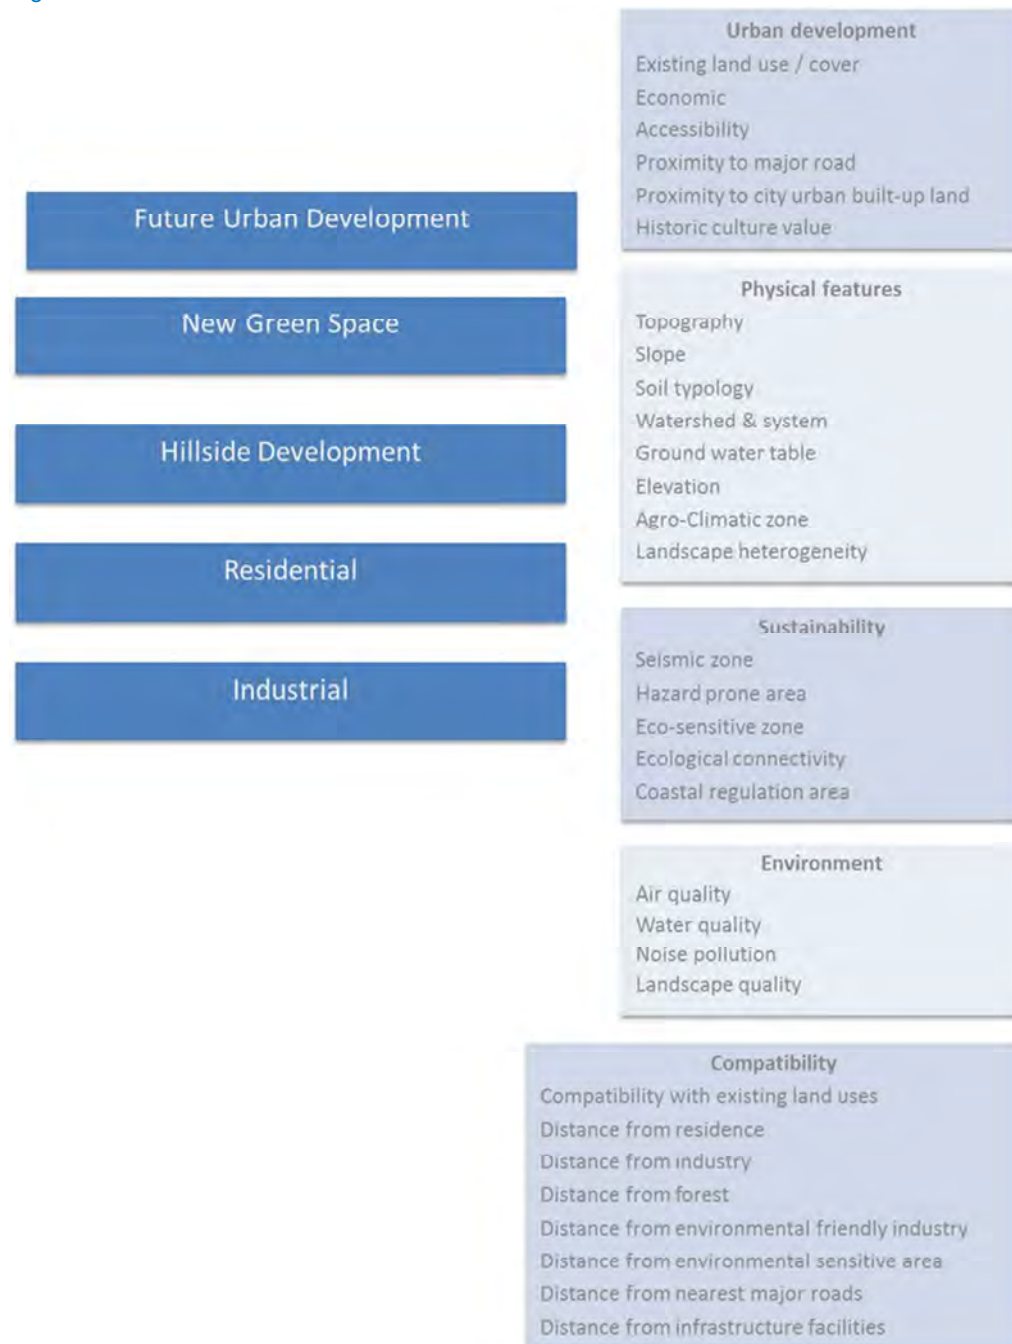 Future Urban Development
New Green Space
Hillside Development
Residential
Industrial
Urban development
Existing land use / cover
Economic
Accessibility
Proximity to major road
Proximity to city urban built-up land
Historic culture value
Physical features
Topography
Slope
Soil typology
Watershed & system
Ground water table
Elevation
Agro-Climatic zone
Landscape heterogeneity
Sustainability
Seismic zone
Hazard prone area
Eco-sensitive zone
Ecological connectivity
Coastal regulation area
Environment
Air quality
Water quality
Noise pollution
Landscape quality
Compatibility
Compatibility with existing land uses
Distance from residence
Distance from industry
Distance from forest
Distance from environmental friendly industry
Distance from environmental sensitive area
Distance from nearest major roads
Distance from infrastructure facilities